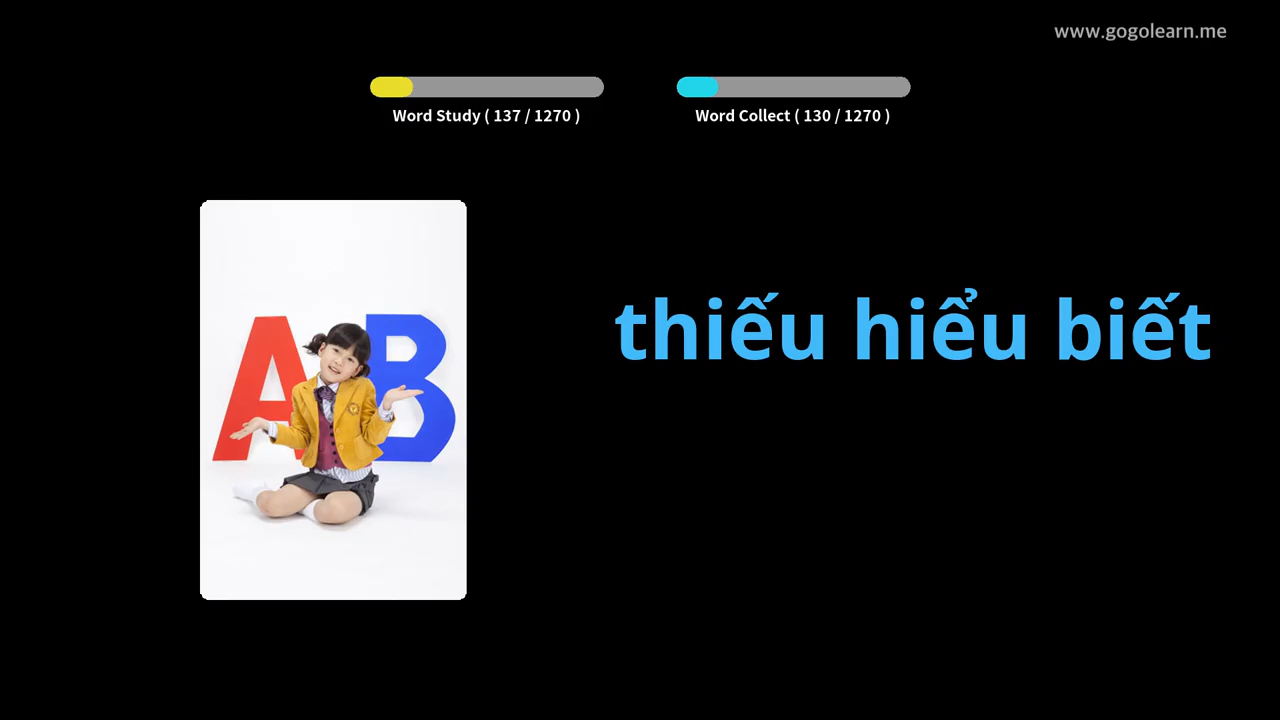 www.gogolearn.me
Word Study ( 137 / 1270 )
Word Collect ( 130 / 1270 )
A B
thiếu hiểu biết